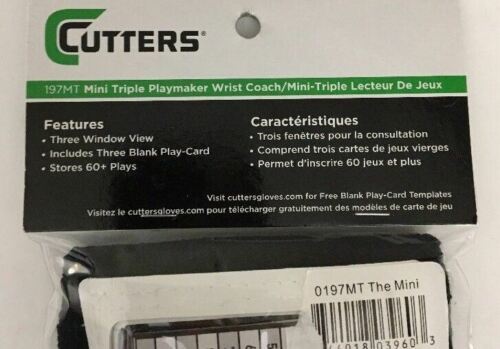 CUTTERS®
197MT Mini Triple Playmaker Wrist Coach/Mini-Triple Lecteur De Jeux
Features
• Three Window View
• Includes Three Blank Play-Card
• Stores 60+ Plays
Caractéristiques
• Trois fenêtres pour la consultation
• Comprend trois cartes de jeux vierges
• Permet d'inscrire 60 jeux et plus
Visit cuttersgloves.com for Free Blank Play-Card Templates
Visitez le cuttersgloves.com pour télécharger gratuitement des modèles de carte de jeu
0197MT The Mini
44018 03960 3